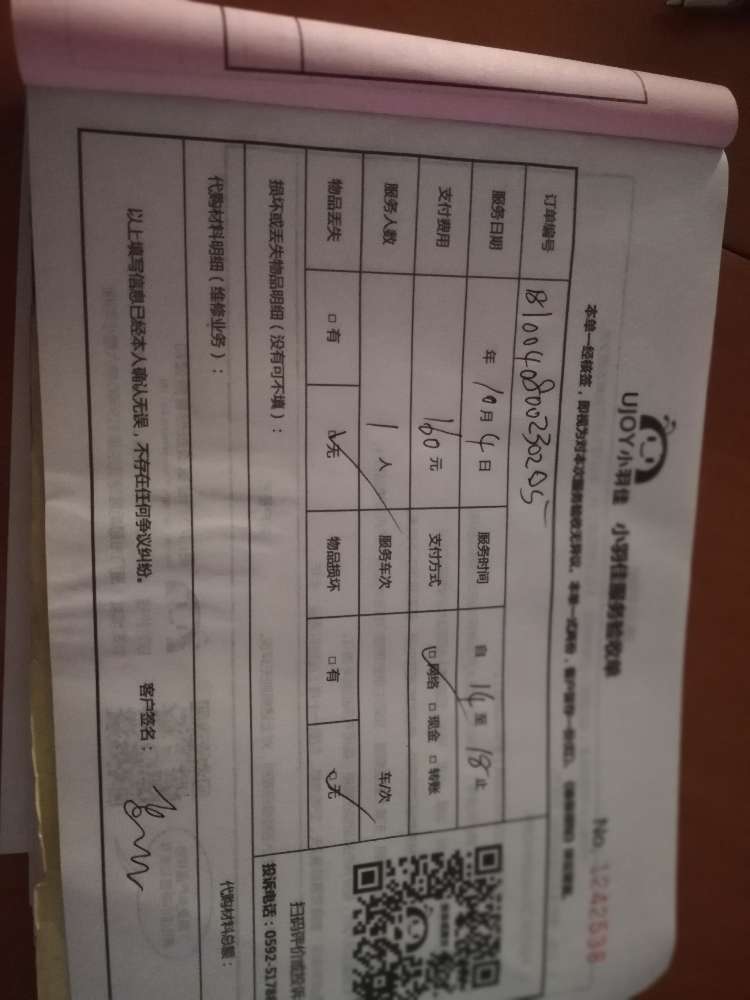 UJOY小羽佳 小羽佳服务验收单
No. 1242538
本单一经核签，即视为对本次服务验收无异议。本单一式两份，客户留存一份
订单编号 810040800230205
服务日期 年 10 月 4 日 服务时间 自 14 至 18 止
支付费用 160 元 支付方式 □ 网络 □ 现金 □ 转账
服务人数 1 人 服务车次 车/次
物品丢失 □ 有 □ 无 物品损坏 □ 有 □ 无
扫码评价或投诉
损坏或丢失物品明细（没有可不填）： 投诉电话：0592-5178
代购材料明细（维修业务）： 代购材料总额：
以上填写信息已经本人确认无误，不存在任何争议纠纷。 客户签名：